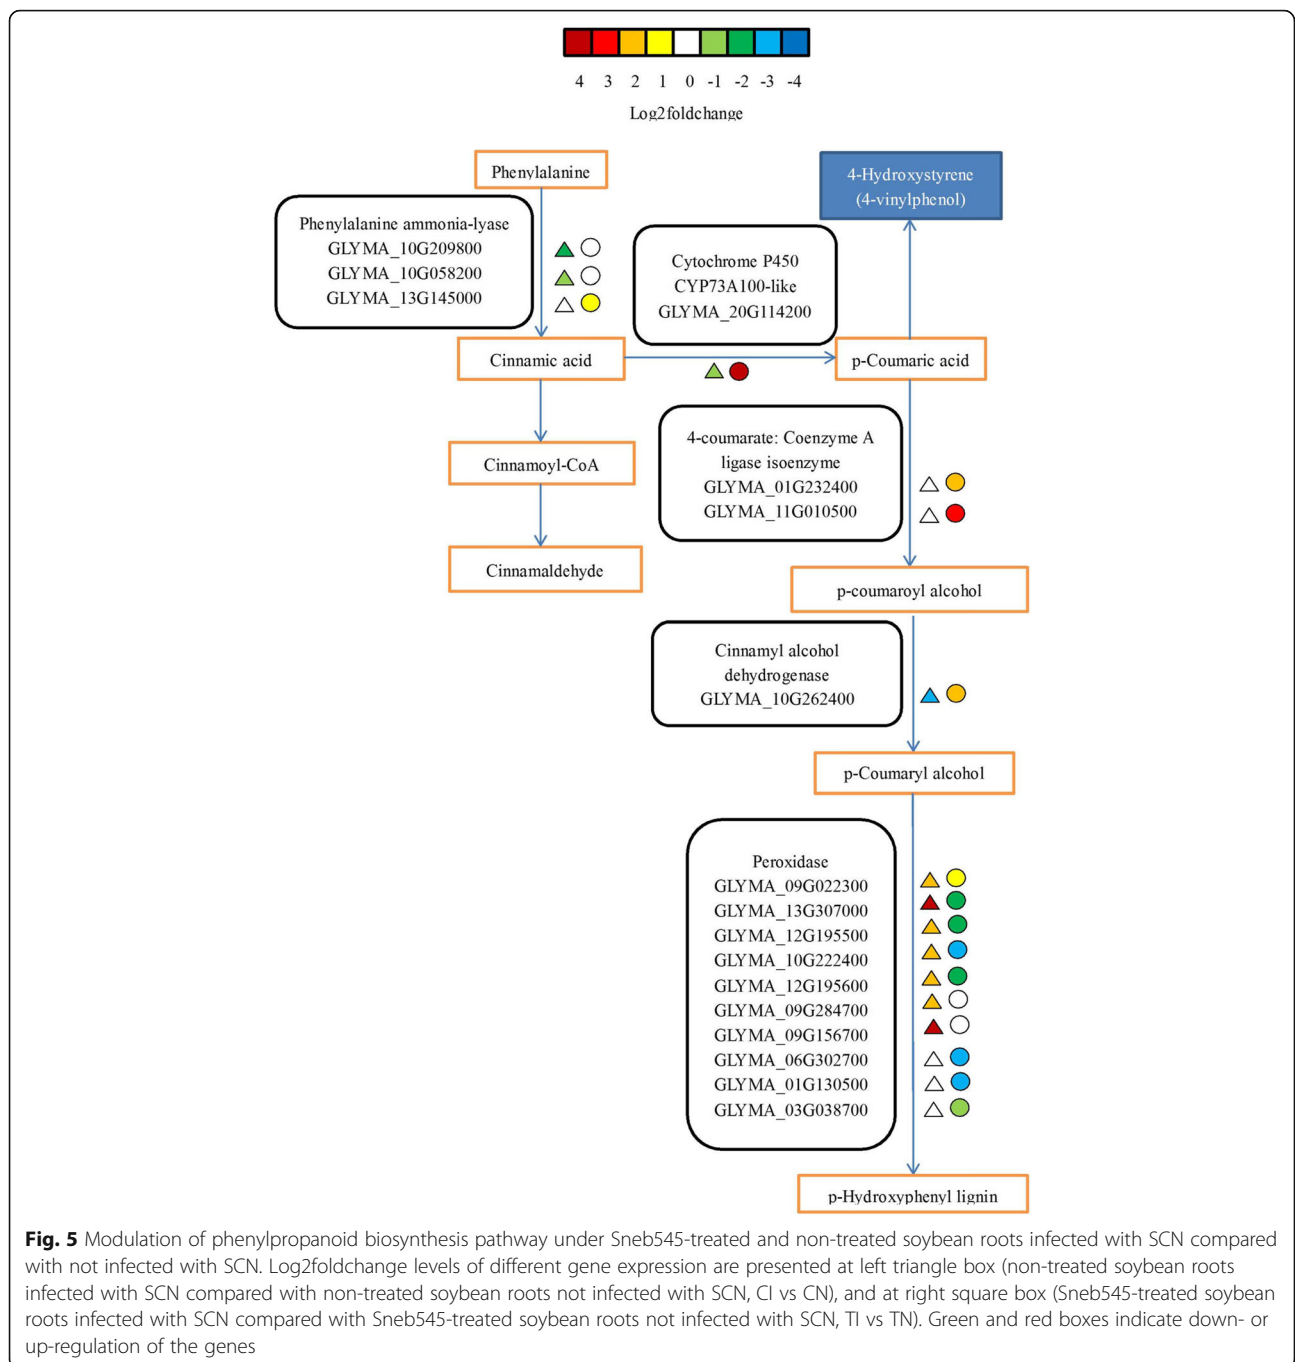 4 3 2 1 0 -1 -2 -3 -4
Log2foldchange
Phenylalanine
4-Hydroxystyrene
(4-vinylphenol)
Phenylalanine ammonia-lyase
GLYMA_10G209800
GLYMA_10G058200
GLYMA_13G145000
Cytochrome P450
CYP73A100-like
GLYMA_20G114200
Cinnamic acid
p-Coumaric acid
4-coumarate: Coenzyme A
ligase isoenzyme
GLYMA_01G232400
GLYMA_11G010500
Cinnamoyl-CoA
Cinnamaldehyde
p-coumaroyl alcohol
Cinnamyl alcohol
dehydrogenase
GLYMA_10G262400
p-Coumaryl alcohol
Peroxidase
GLYMA_09G022300
GLYMA_13G307000
GLYMA_12G195500
GLYMA_10G222400
GLYMA_12G195600
GLYMA_09G284700
GLYMA_09G156700
GLYMA_06G302700
GLYMA_01G130500
GLYMA_03G038700
p-Hydroxyphenyl lignin
Fig. 5 Modulation of phenylpropanoid biosynthesis pathway under Sneb545-treated and non-treated soybean roots infected with SCN compared
with not infected with SCN. Log2foldchange levels of different gene expression are presented at left triangle box (non-treated soybean roots
infected with SCN compared with non-treated soybean roots not infected with SCN, CI vs CN), and at right square box (Sneb545-treated soybean
roots infected with SCN compared with Sneb545-treated soybean roots not infected with SCN, TI vs TN). Green and red boxes indicate down- or
up-regulation of the genes